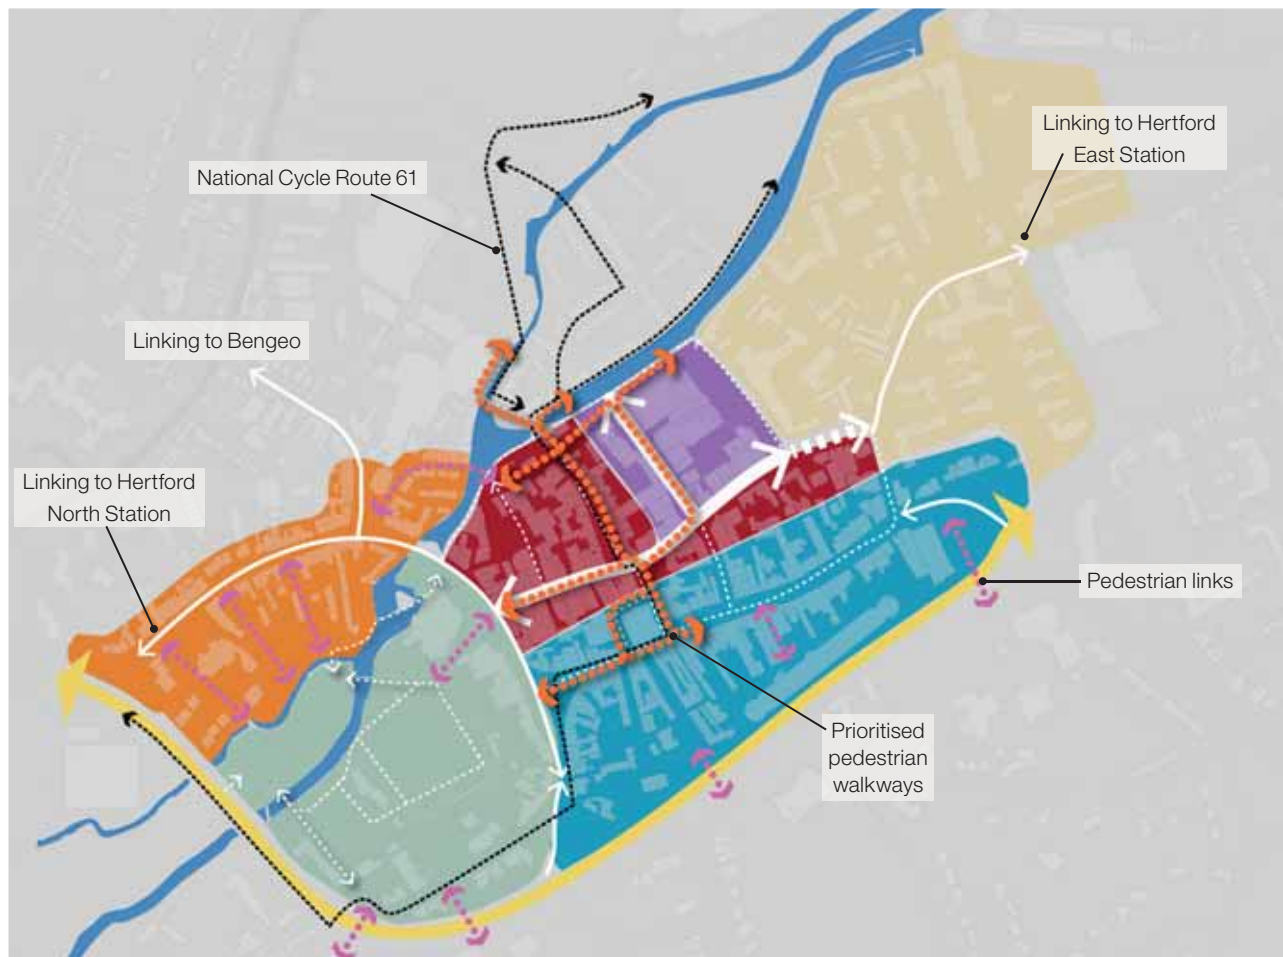 Linking to Hertford
East Station
National Cycle Route 61
Linking to Bengeo
Linking to Hertford
North Station
Pedestrian links
Prioritised
pedestrian
walkways